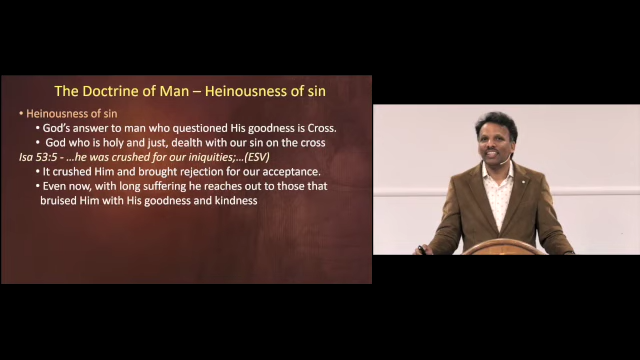 The Doctrine of Man – Heinousness of sin
• Heinousness of sin
• God's answer to man who questioned His goodness is Cross.
• God who is holy and just, dealth with our sin on the cross
Isa 53:5 - ...he was crushed for our iniquities;...(ESV)
• It crushed Him and brought rejection for our acceptance.
• Even now, with long suffering he reaches out to those that
bruised Him with His goodness and kindness